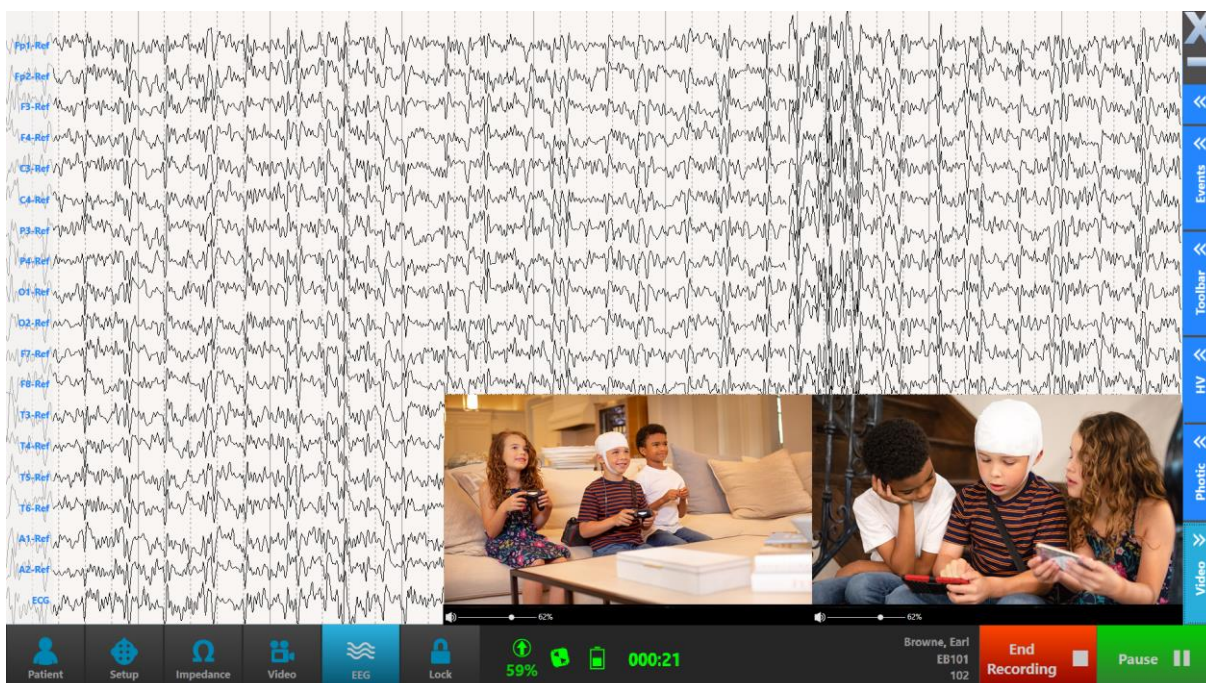 Fp1-Ref
Fp2-Ref
F3-Ref
F4-Ref
C3-Ref
C4-Ref
P3-Ref
P4-Ref
O1-Ref
O2-Ref
F7-Ref
F8-Ref
T3-Ref
T4-Ref
T5-Ref
T6-Ref
A1-Ref
A2-Ref
ECG
62%
62%
X
Events
Toolbar
HV
Photic
Video
Patient
Setup
Impedance
Video
EEG
Lock
59%
000:21
Browne, Earl
EB101
102
End
Recording
Pause